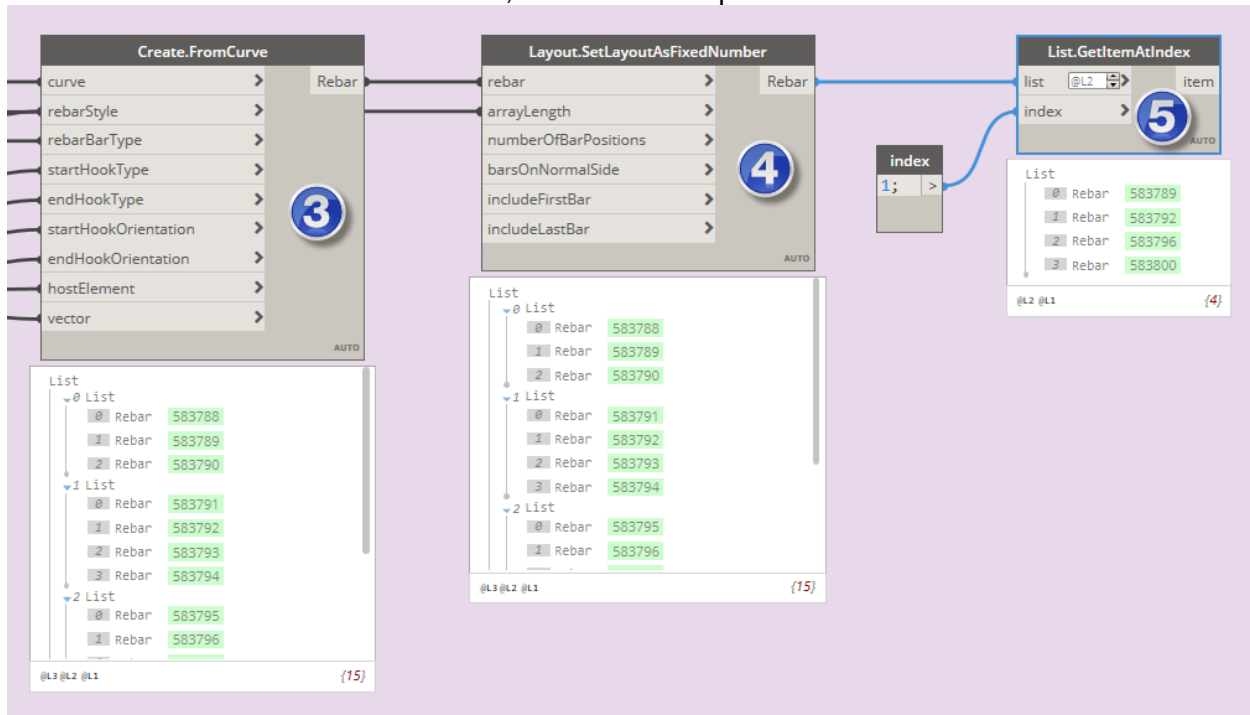 Create.FromCurve
curve > Rebar
rebarStyle >
rebarBarType >
startHookType >
endHookType >
startHookOrientation >
endHookOrientation >
hostElement >
vector >
3
AUTO
List
0 List
0 Rebar 583788
1 Rebar 583789
2 Rebar 583790
1 List
0 Rebar 583791
1 Rebar 583792
2 Rebar 583793
3 Rebar 583794
2 List
0 Rebar 583795
1 Rebar 583796
@L3 @L2 @L1 {15}
Layout.SetLayoutAsFixedNumber
rebar > Rebar
arrayLength >
numberOfBarPositions >
barsOnNormalSide >
includeFirstBar >
includeLastBar >
4
AUTO
List
0 List
0 Rebar 583788
1 Rebar 583789
2 Rebar 583790
1 List
0 Rebar 583791
1 Rebar 583792
2 Rebar 583793
3 Rebar 583794
2 List
0 Rebar 583795
1 Rebar 583796
@L3 @L2 @L1 {15}
index
1; >
List.GetItemAtIndex
list @L2 > item
index >
5
AUTO
List
0 Rebar 583789
1 Rebar 583792
2 Rebar 583796
3 Rebar 583800
@L2 @L1 {4}